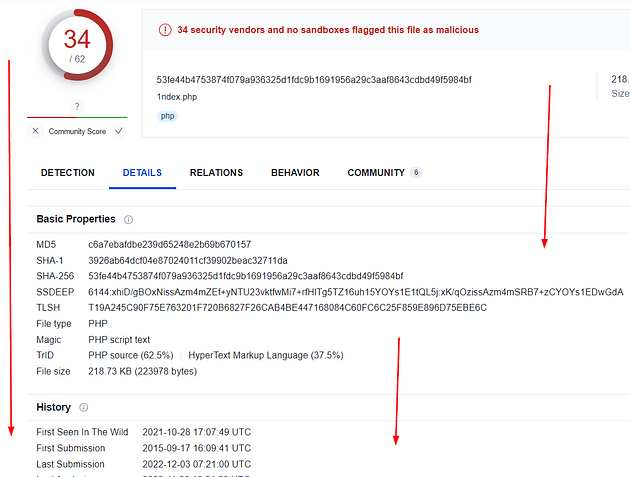 34
/ 62
?
Community Score
34 security vendors and no sandboxes flagged this file as malicious
53fe44b4753874f079a936325d1fdc9b1691956a29c3aaf8643cdbd49f5984bf
1ndex.php
php
218.
Size
DETECTION DETAILS RELATIONS BEHAVIOR COMMUNITY 6
Basic Properties
MD5 c6a7ebafdbe239d65248e2b69b670157
SHA-1 3926ab64dcf04e87024011cf39902beac32711da
SHA-256 53fe44b4753874f079a936325d1fdc9b1691956a29c3aaf8643cdbd49f5984bf
SSDEEP 6144:xhiD/gBOxNissAzm4mZEf+yNTU23vktfwMi7+rfHITg5TZ16uh15YOYs1E1tQL5j:xK/qOzissAzm4mSRB7+zCYOYs1EDwGdA
TLSH T19A245C90F75E763201F720B6827F26CAB4BE447168084C60FC6C25F859E896D75EBE6C
File type PHP
Magic PHP script text
TrID PHP source (62.5%) HyperText Markup Language (37.5%)
File size 218.73 KB (223978 bytes)
History
First Seen In The Wild 2021-10-28 17:07:49 UTC
First Submission 2015-09-17 16:09:41 UTC
Last Submission 2022-12-03 07:21:00 UTC